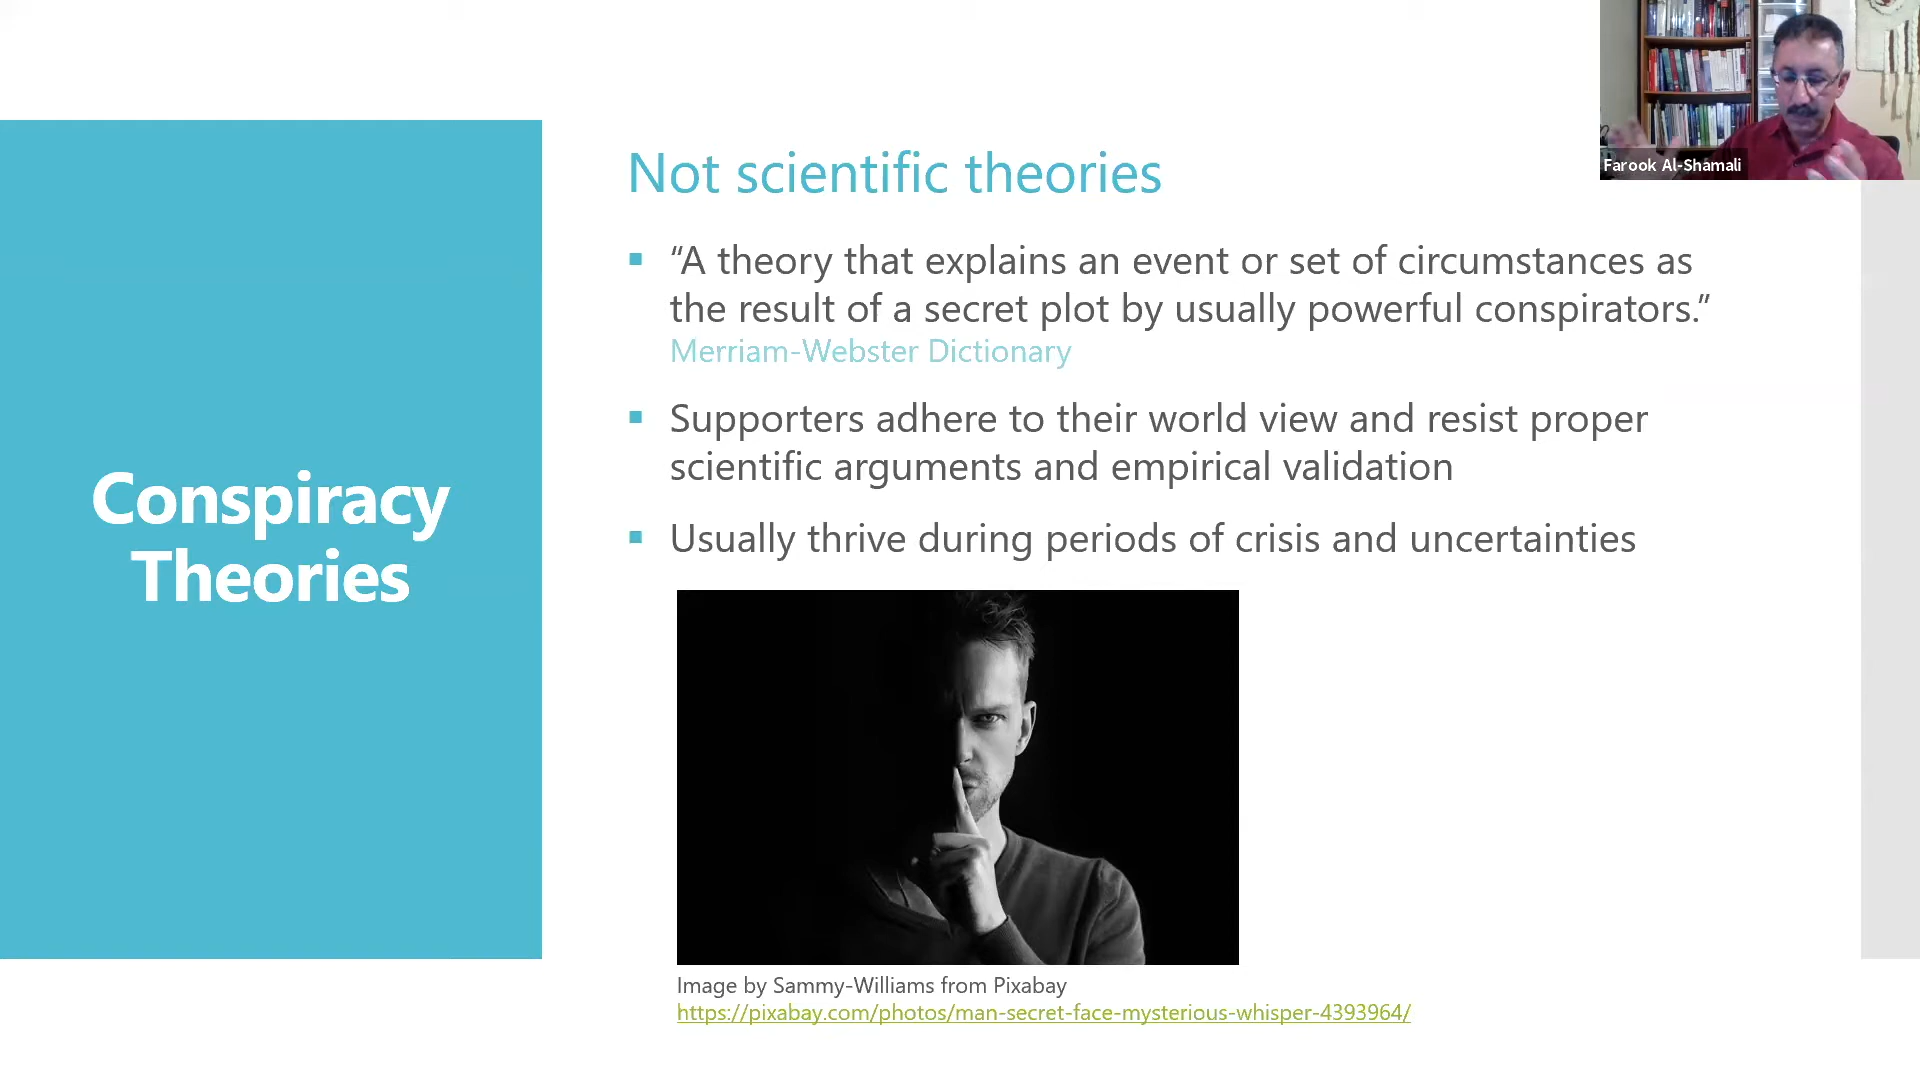 Farook Al-Shamali
Conspiracy
Theories
Not scientific theories
“A theory that explains an event or set of circumstances as
the result of a secret plot by usually powerful conspirators.”
Merriam-Webster Dictionary
Supporters adhere to their world view and resist proper
scientific arguments and empirical validation
Usually thrive during periods of crisis and uncertainties
Image by Sammy-Williams from Pixabay
https://pixabay.com/photos/man-secret-face-mysterious-whisper-4393964/